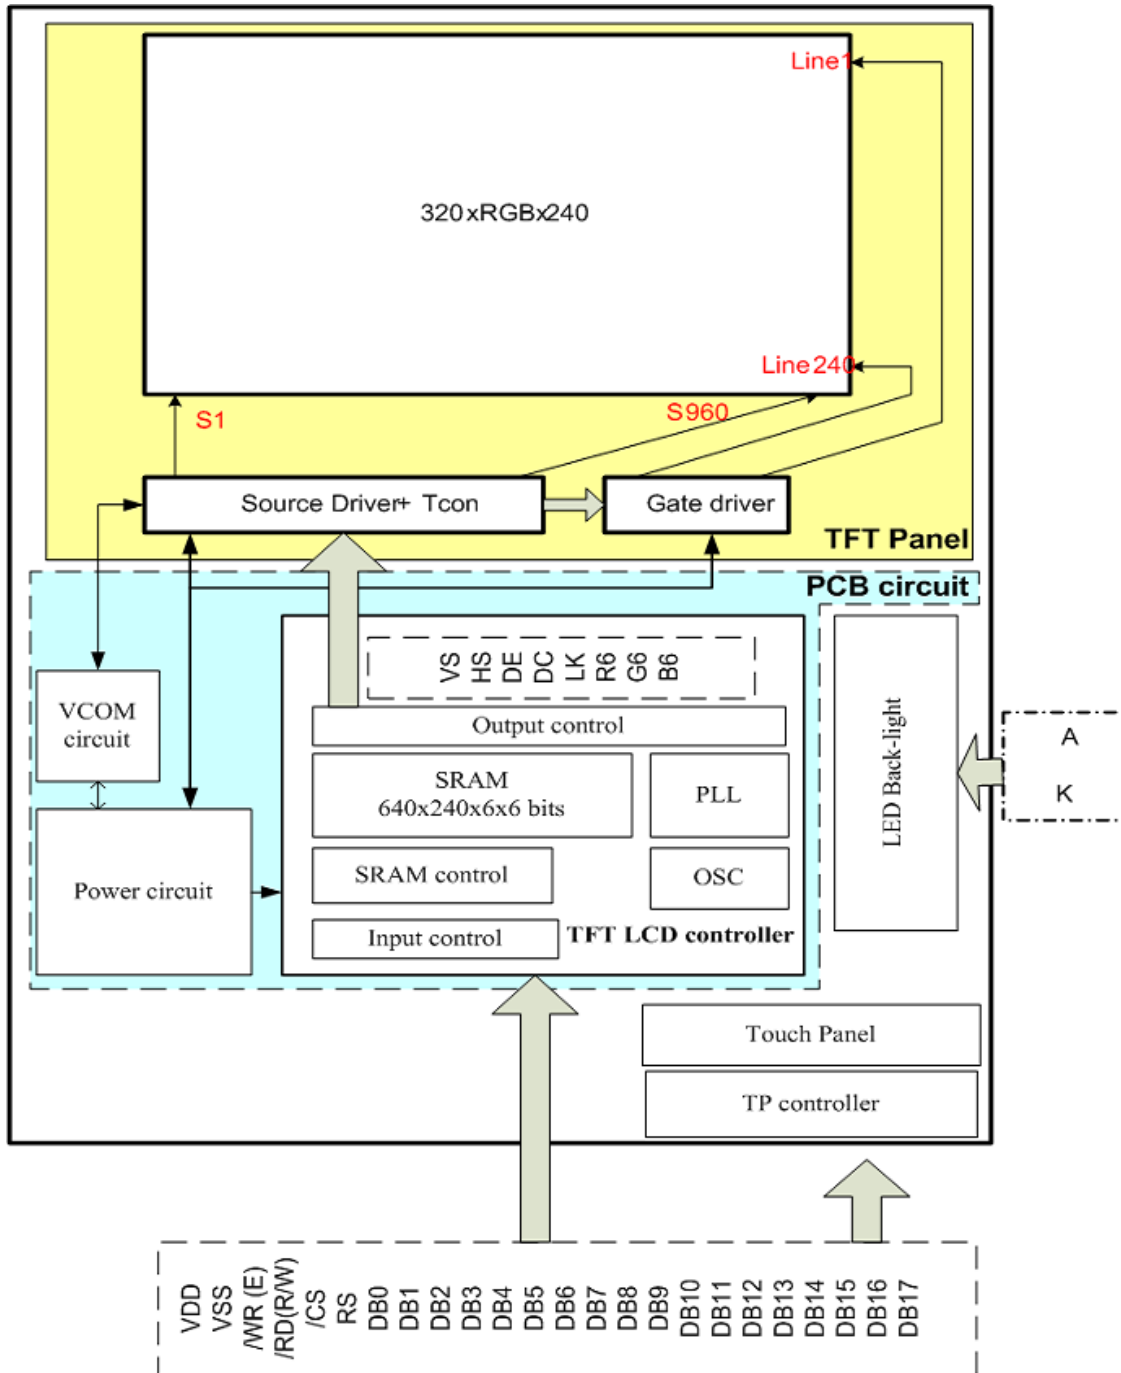 Line1
320xRGBx240
Line240
S1
S960
Source Driver+ Tcon
Gate driver
TFT Panel
PCB circuit
VS
HS
DE
DC
LK
R6
G6
B6
VCOM
circuit
Output control
SRAM
640x240x6x6 bits
PLL
LED Back-light
A
K
SRAM control
OSC
Power circuit
Input control
TFT LCD controller
Touch Panel
TP controller
VDD
VSS
/WR (E)
/RD(R/W)
/CS
RS
DB0
DB1
DB2
DB3
DB4
DB5
DB6
DB7
DB8
DB9
DB10
DB11
DB12
DB13
DB14
DB15
DB16
DB17